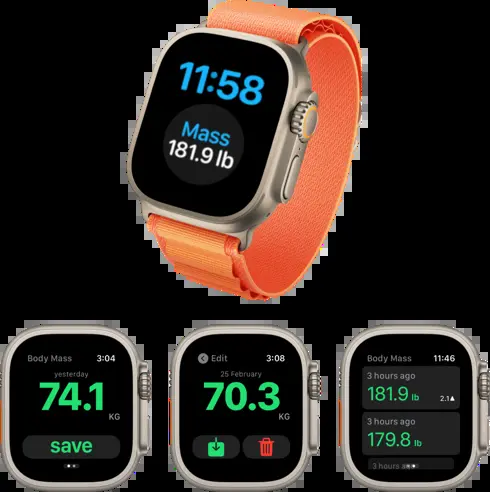 11:58
Mass
181.9 lb
Body Mass 3:04
yesterday
74.1
KG
save
Edit 3:08
25 February
70.3
KG
Body Mass 11:46
3 hours ago
181.9 lb 2.1▲
3 hours ago
179.8 lb
3 hours ago